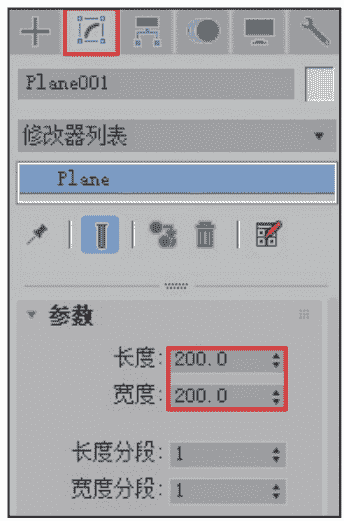 Plane001
修改器列表
Plane
参数
长度: 200.0
宽度: 200.0
长度分段: 1
宽度分段: 1